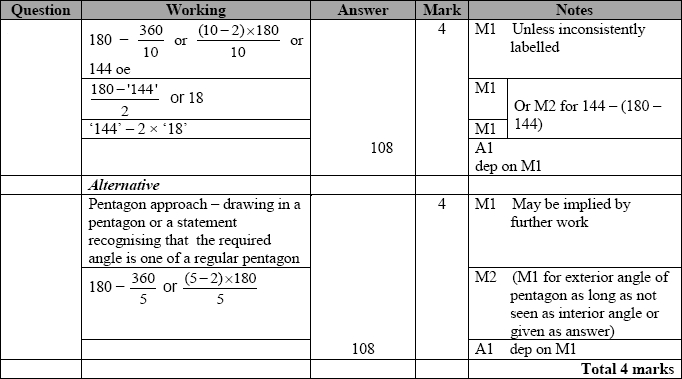 Question Working Answer Mark Notes
180 − 360/10 or (10 − 2)×180/10 or 4 M1 Unless inconsistently
144 oe labelled
180 − '144'/2 or 18 M1 Or M2 for 144 – (180 –
‘144’ – 2 × ‘18’ M1 144)
108 A1
dep on M1
Alternative
Pentagon approach – drawing in a 4 M1 May be implied by
pentagon or a statement further work
recognising that the required
angle is one of a regular pentagon
180 − 360/5 or (5 − 2)×180/5 M2 (M1 for exterior angle of
pentagon as long as not
seen as interior angle or
given as answer)
108 A1 dep on M1
Total 4 marks